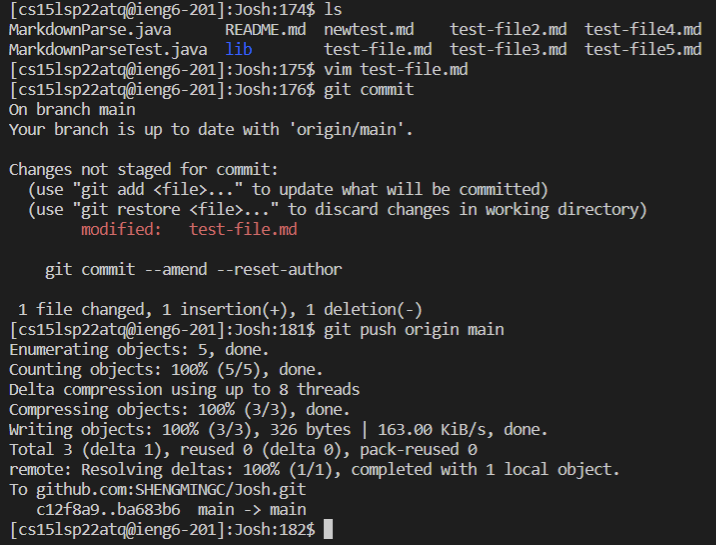 [cs15lsp22atq@ieng6-201]:Josh:174$ ls
MarkdownParse.java      README.md  newtest.md    test-file2.md  test-file4.md
MarkdownParseTest.java  lib        test-file.md  test-file3.md  test-file5.md
[cs15lsp22atq@ieng6-201]:Josh:175$ vim test-file.md
[cs15lsp22atq@ieng6-201]:Josh:176$ git commit
On branch main
Your branch is up to date with 'origin/main'.

Changes not staged for commit:
  (use "git add <file>..." to update what will be committed)
  (use "git restore <file>..." to discard changes in working directory)
        modified:   test-file.md

    git commit --amend --reset-author

 1 file changed, 1 insertion(+), 1 deletion(-)
[cs15lsp22atq@ieng6-201]:Josh:181$ git push origin main
Enumerating objects: 5, done.
Counting objects: 100% (5/5), done.
Delta compression using up to 8 threads
Compressing objects: 100% (3/3), done.
Writing objects: 100% (3/3), 326 bytes | 163.00 KiB/s, done.
Total 3 (delta 1), reused 0 (delta 0), pack-reused 0
remote: Resolving deltas: 100% (1/1), completed with 1 local object.
To github.com:SHENGMINGC/Josh.git
   c12f8a9..ba683b6  main -> main
[cs15lsp22atq@ieng6-201]:Josh:182$